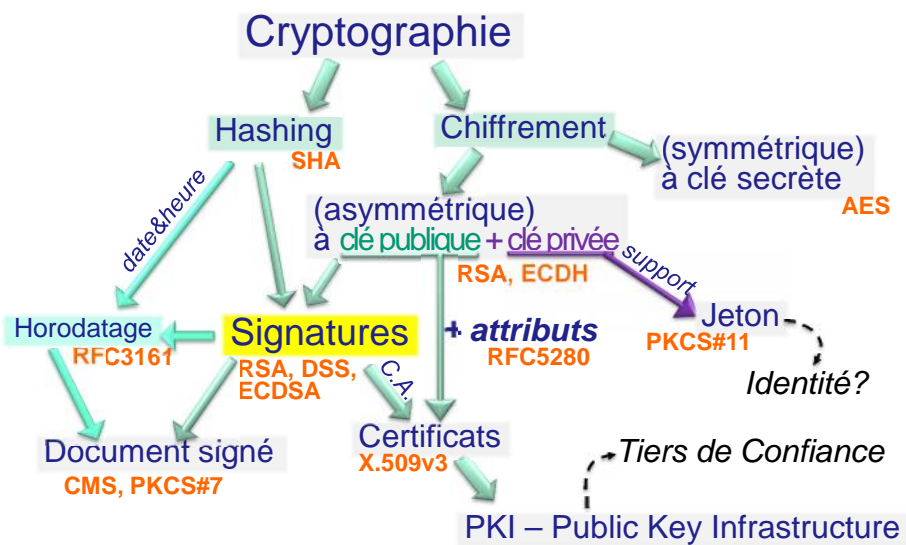 Cryptographie
Hashing
SHA
Chiffrement
(symmétrique)
à clé secrète
AES
date&heure
(asymmétrique)
à clé publique + clé privée
RSA, ECDH
support
Horodatage
RFC3161
Signatures
RSA, DSS,
ECDSA
C.A.
+ attributs
RFC5280
Jeton
PKCS#11
Identité?
Document signé
CMS, PKCS#7
Certificats
X.509v3
Tiers de Confiance
PKI – Public Key Infrastructure